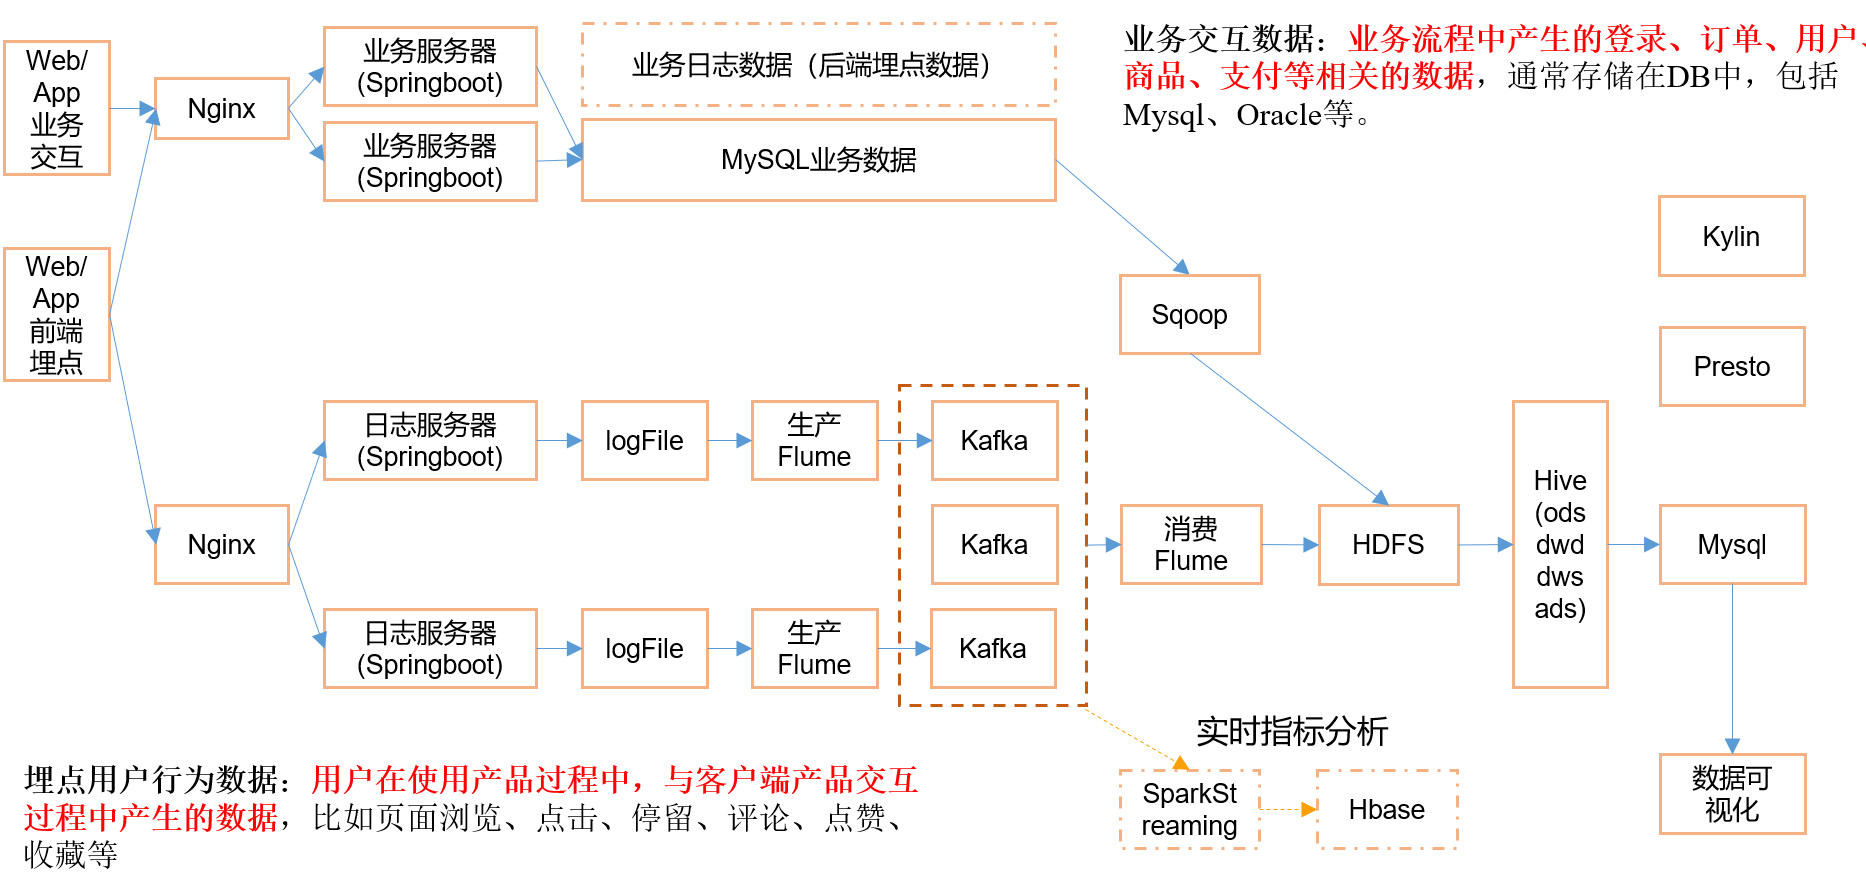 Web/
App
业务
交互
Nginx
业务服务器
(Springboot)
业务服务器
(Springboot)
业务日志数据（后端埋点数据）
MySQL业务数据
业务交互数据：业务流程中产生的登录、订单、用户、
商品、支付等相关的数据，通常存储在DB中，包括
Mysql、Oracle等。
Web/
App
前端
埋点
Sqoop
Kylin
Presto
日志服务器
(Springboot)
logFile
生产
Flume
Kafka
Nginx
Kafka
消费
Flume
HDFS
Hive
(ods
dwd
dws
ads)
Mysql
日志服务器
(Springboot)
logFile
生产
Flume
Kafka
实时指标分析
SparkSt
reaming
Hbase
数据可
视化
埋点用户行为数据：用户在使用产品过程中，与客户端产品交互
过程中产生的数据，比如页面浏览、点击、停留、评论、点赞、
收藏等